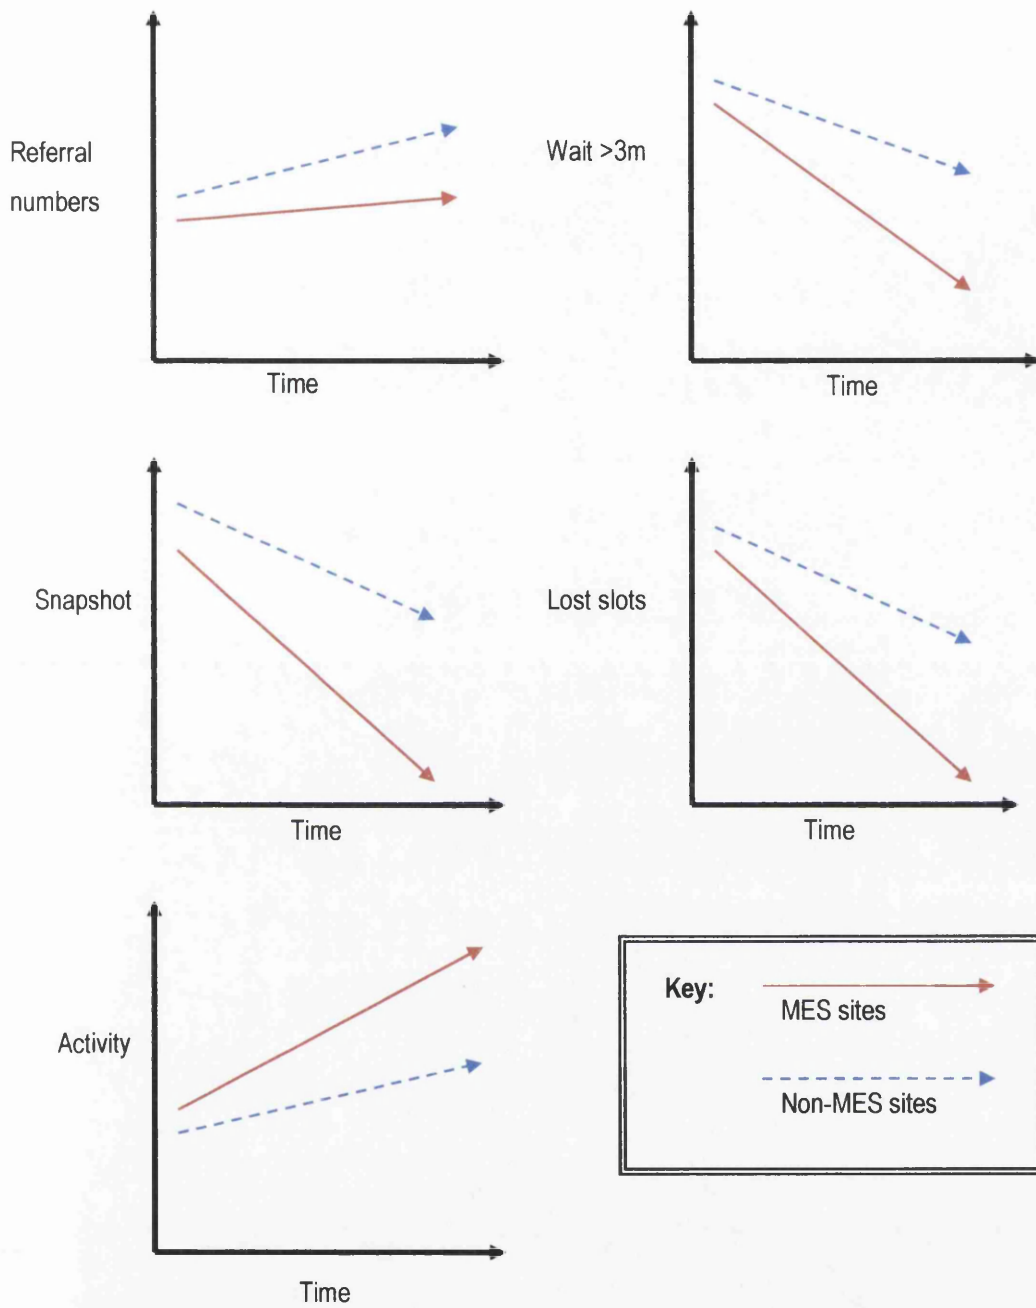 Referral
numbers
Time
Wait >3m
Time
Snapshot
Time
Lost slots
Time
Activity
Time
Key:
MES sites
Non-MES sites